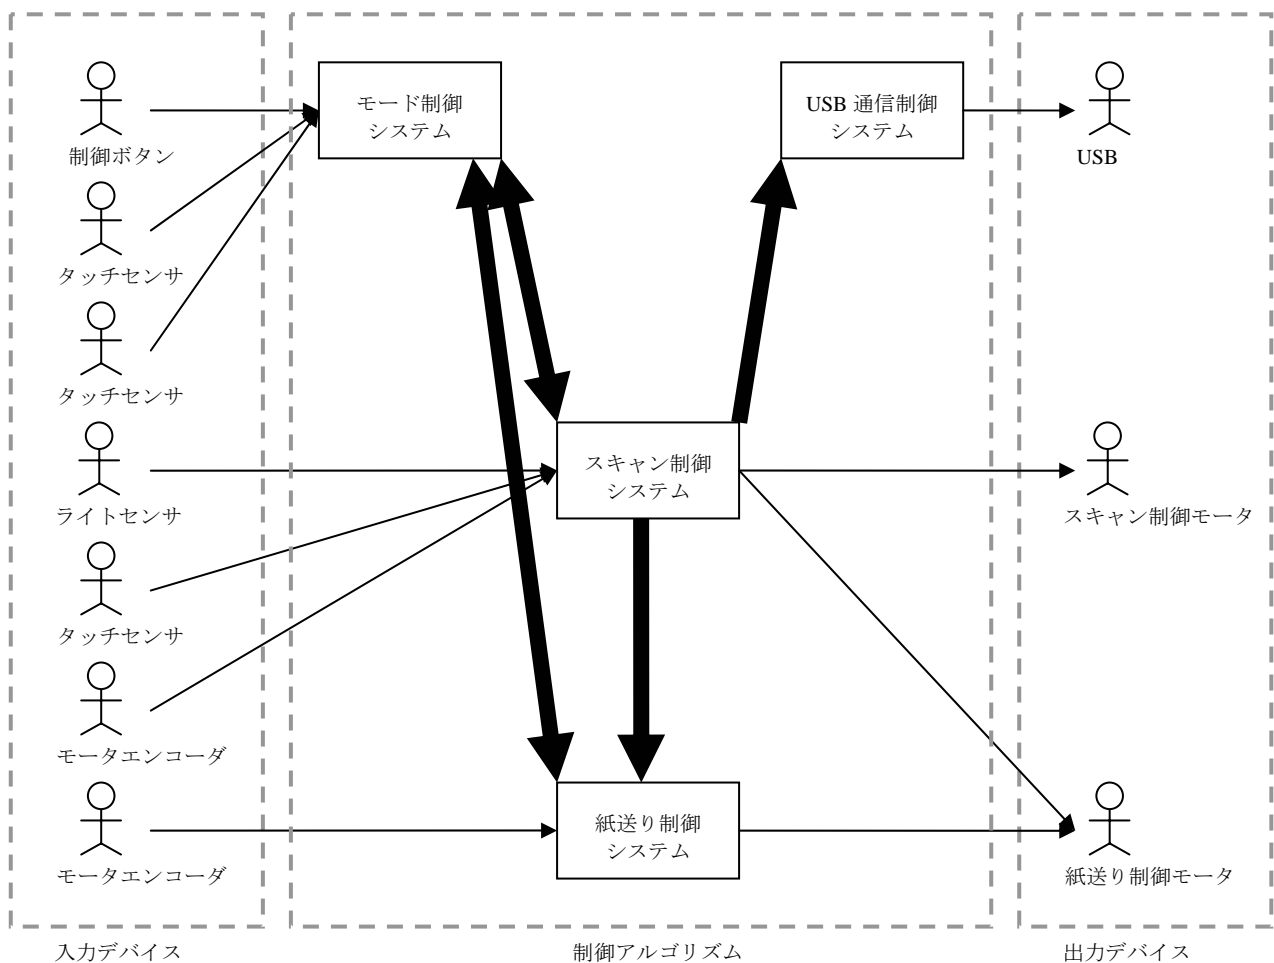 モード制御
システム
USB 通信制御
システム
制御ボタン
USB
タッチセンサ
タッチセンサ
スキャン制御
システム
ライトセンサ
スキャン制御モータ
タッチセンサ
モータエンコーダ
紙送り制御
システム
モータエンコーダ
紙送り制御モータ
入力デバイス
制御アルゴリズム
出力デバイス